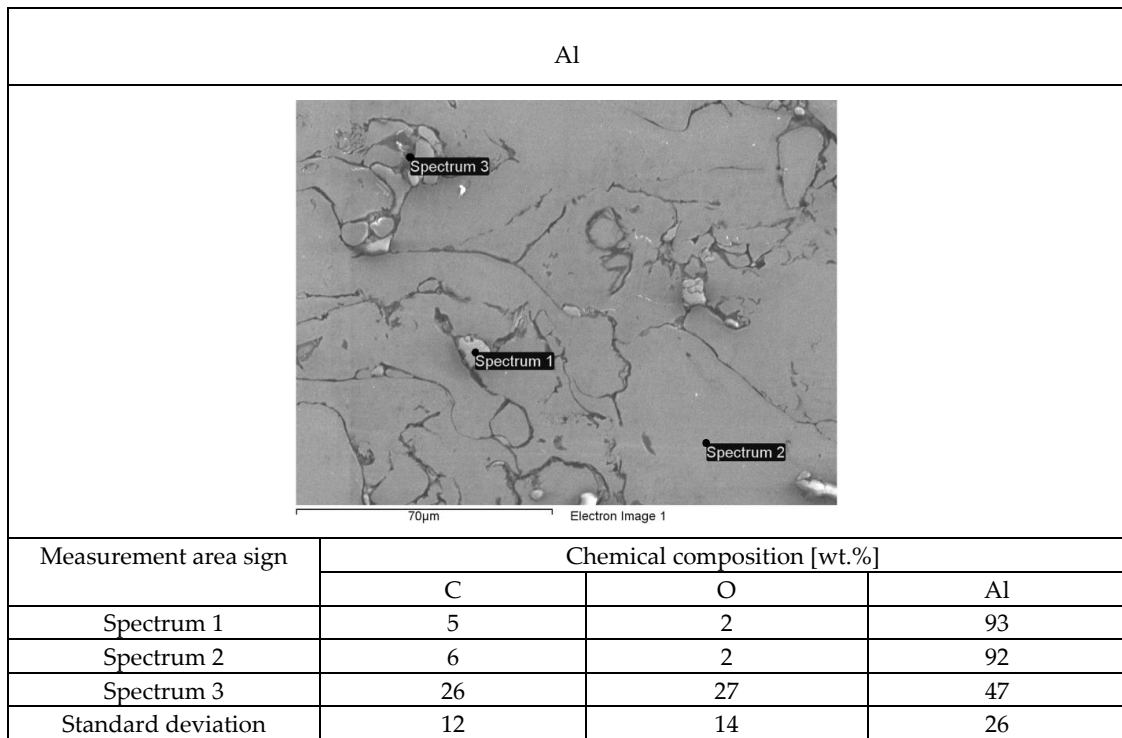 Al
Spectrum 3
Spectrum 1
Spectrum 2
70μm Electron Image 1
Measurement area sign Chemical composition [wt.%]
C O Al
Spectrum 1 5 2 93
Spectrum 2 6 2 92
Spectrum 3 26 27 47
Standard deviation 12 14 26